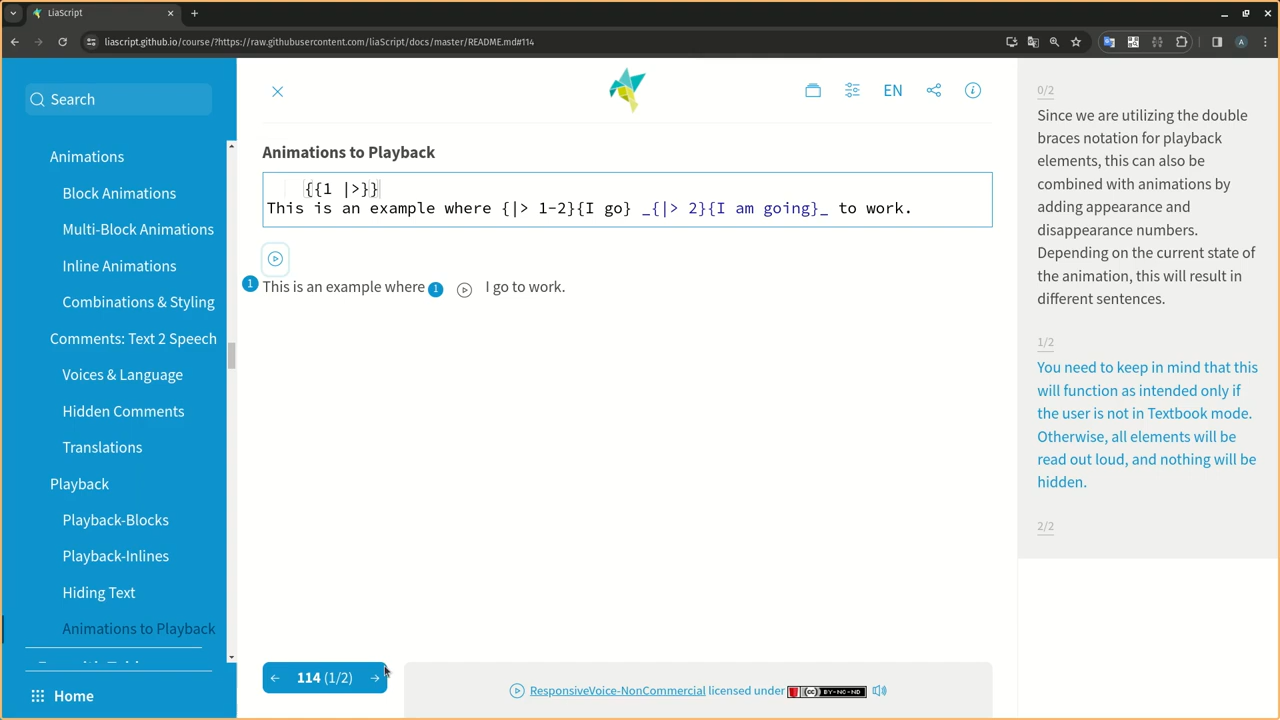 LiaScript
liascript.github.io/course/?https://raw.githubusercontent.com/liaScript/docs/master/README.md#114
A
Search
Animations
Block Animations
Multi-Block Animations
Inline Animations
Combinations & Styling
Comments: Text 2 Speech
Voices & Language
Hidden Comments
Translations
Playback
Playback-Blocks
Playback-Inlines
Hiding Text
Animations to Playback
Home
EN
Animations to Playback
{{1 |>}}
This is an example where {|> 1-2}{I go} _{|> 2}{I am going}_ to work.
1 This is an example where 1 I go to work.
114 (1/2)
ResponsiveVoice-NonCommercial licensed under
cc BY-NC-ND
0/2
Since we are utilizing the double
braces notation for playback
elements, this can also be
combined with animations by
adding appearance and
disappearance numbers.
Depending on the current state of
the animation, this will result in
different sentences.
1/2
You need to keep in mind that this
will function as intended only if
the user is not in Textbook mode.
Otherwise, all elements will be
read out loud, and nothing will be
hidden.
2/2